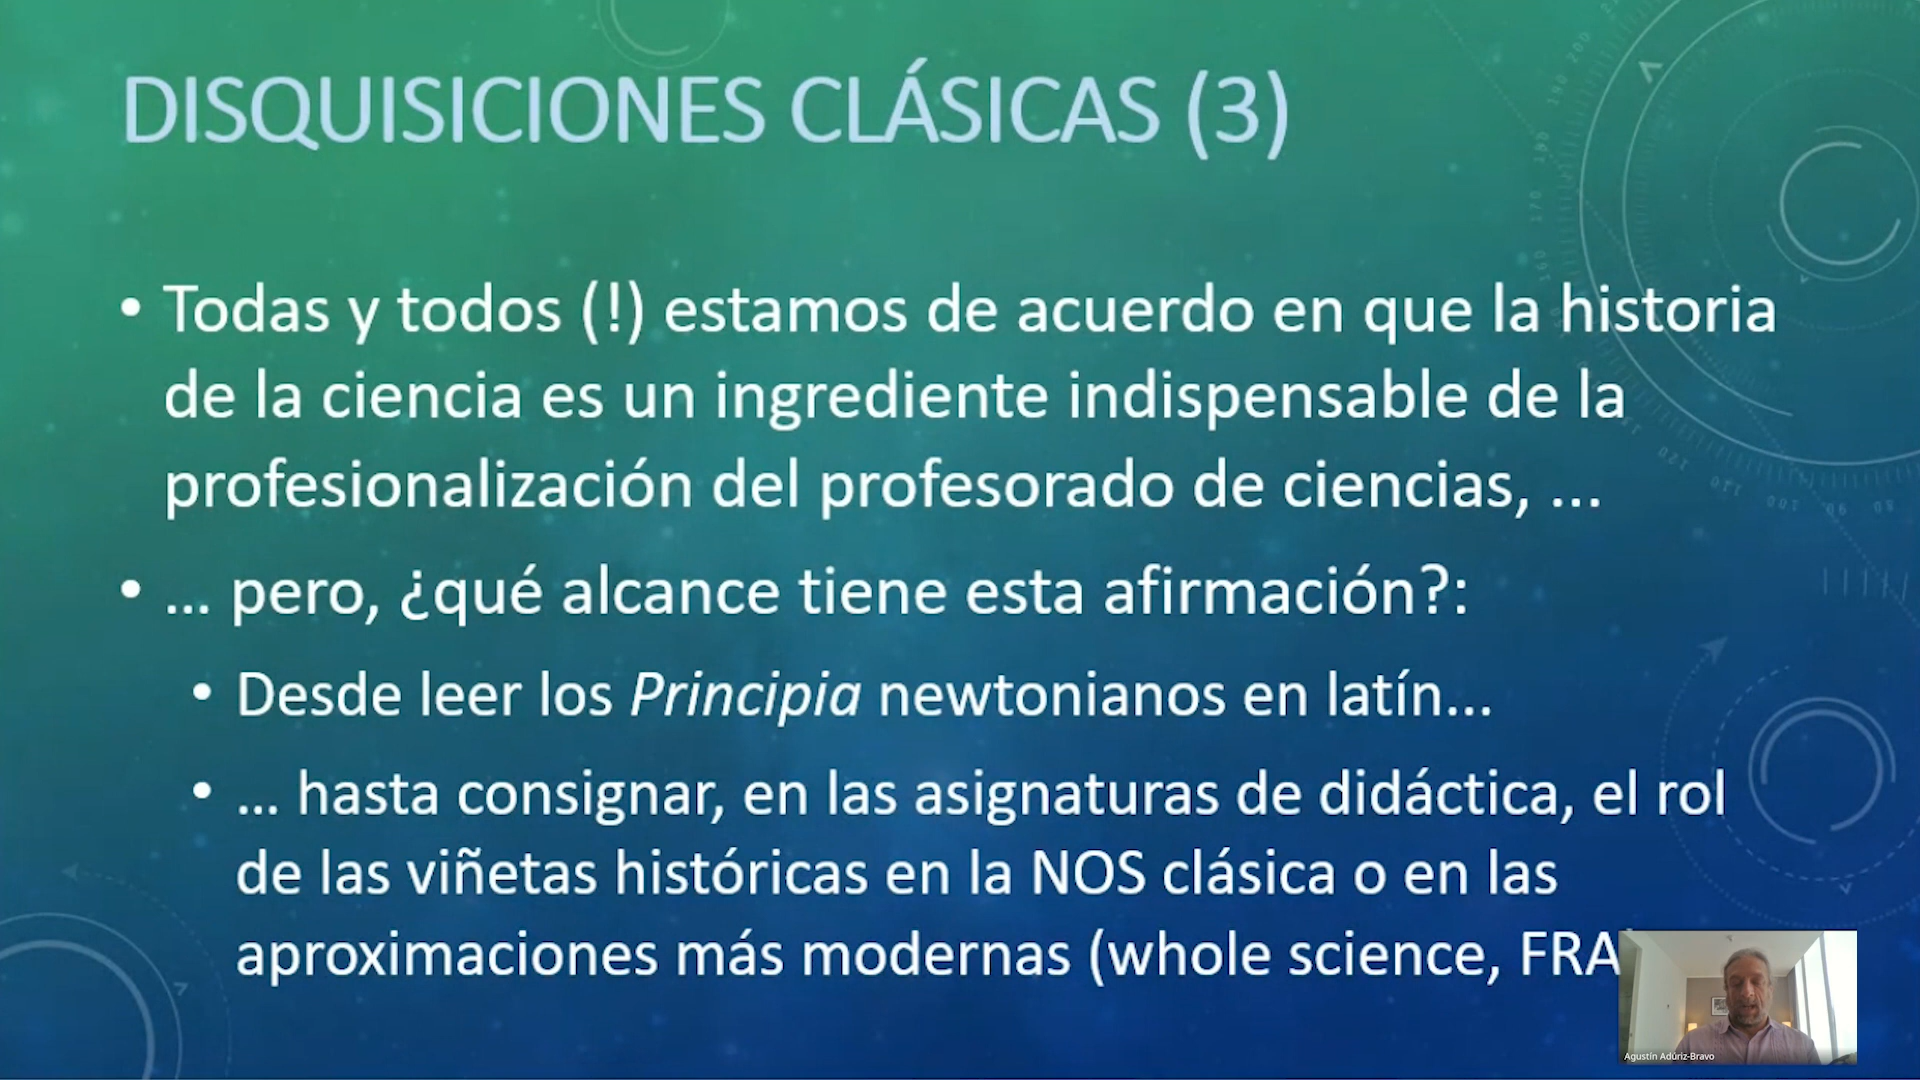 DISQUISICIONES CLÁSICAS (3)
• Todas y todos (!) estamos de acuerdo en que la historia
de la ciencia es un ingrediente indispensable de la
profesionalización del profesorado de ciencias, ...
• ... pero, ¿qué alcance tiene esta afirmación?:
• Desde leer los Principia newtonianos en latín...
• ... hasta consignar, en las asignaturas de didáctica, el rol
de las viñetas históricas en la NOS clásica o en las
aproximaciones más modernas (whole science, FRA
Agustín Adúriz-Bravo